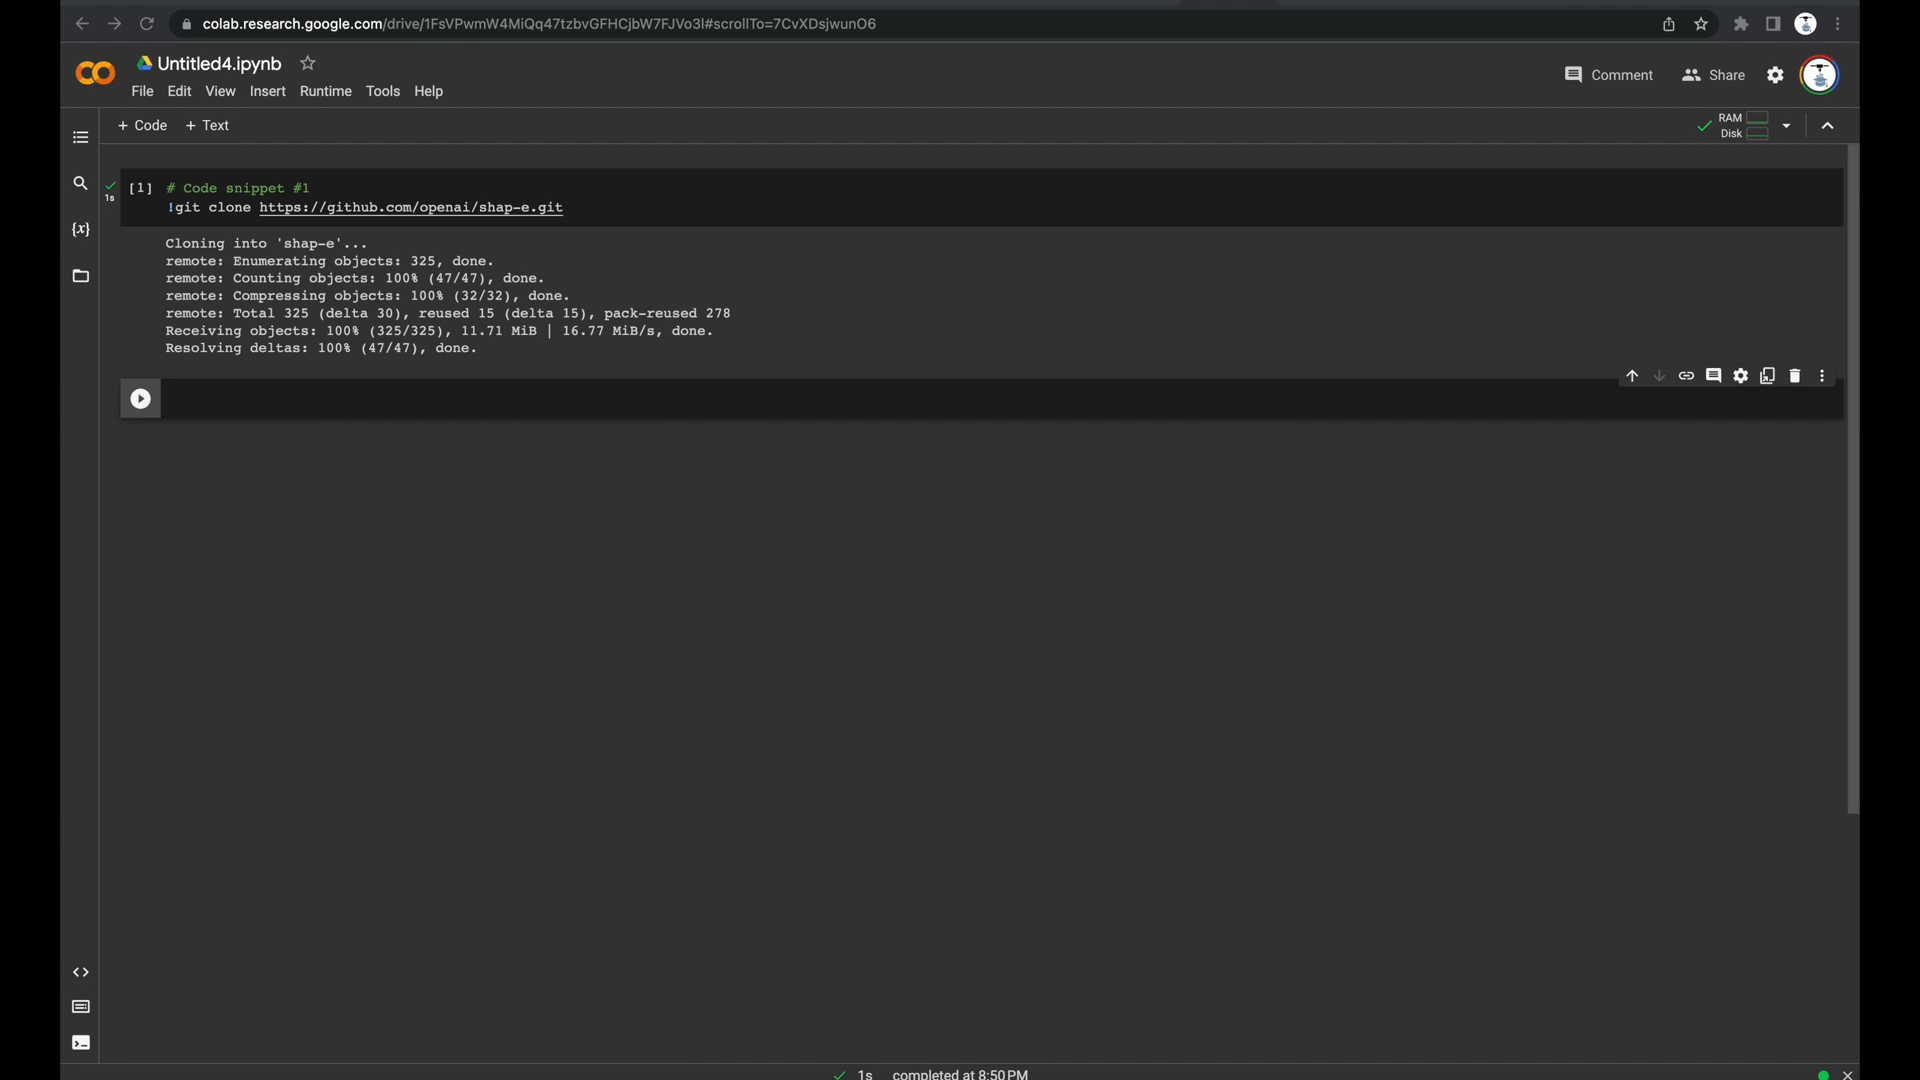 colab.research.google.com/drive/1FsVPwmW4MiQq47tzbvGFHCjbW7FJVo3l#scrollTo=7CvXDsjwunO6
CO Untitled4.ipynb
Comment Share
File Edit View Insert Runtime Tools Help
+ Code + Text
RAM
Disk
[1] # Code snippet #1
1s
!git clone https://github.com/openai/shap-e.git
{x}
Cloning into 'shap-e'...
remote: Enumerating objects: 325, done.
remote: Counting objects: 100% (47/47), done.
remote: Compressing objects: 100% (32/32), done.
remote: Total 325 (delta 30), reused 15 (delta 15), pack-reused 278
Receiving objects: 100% (325/325), 11.71 MiB | 16.77 MiB/s, done.
Resolving deltas: 100% (47/47), done.
1s completed at 8:50 PM